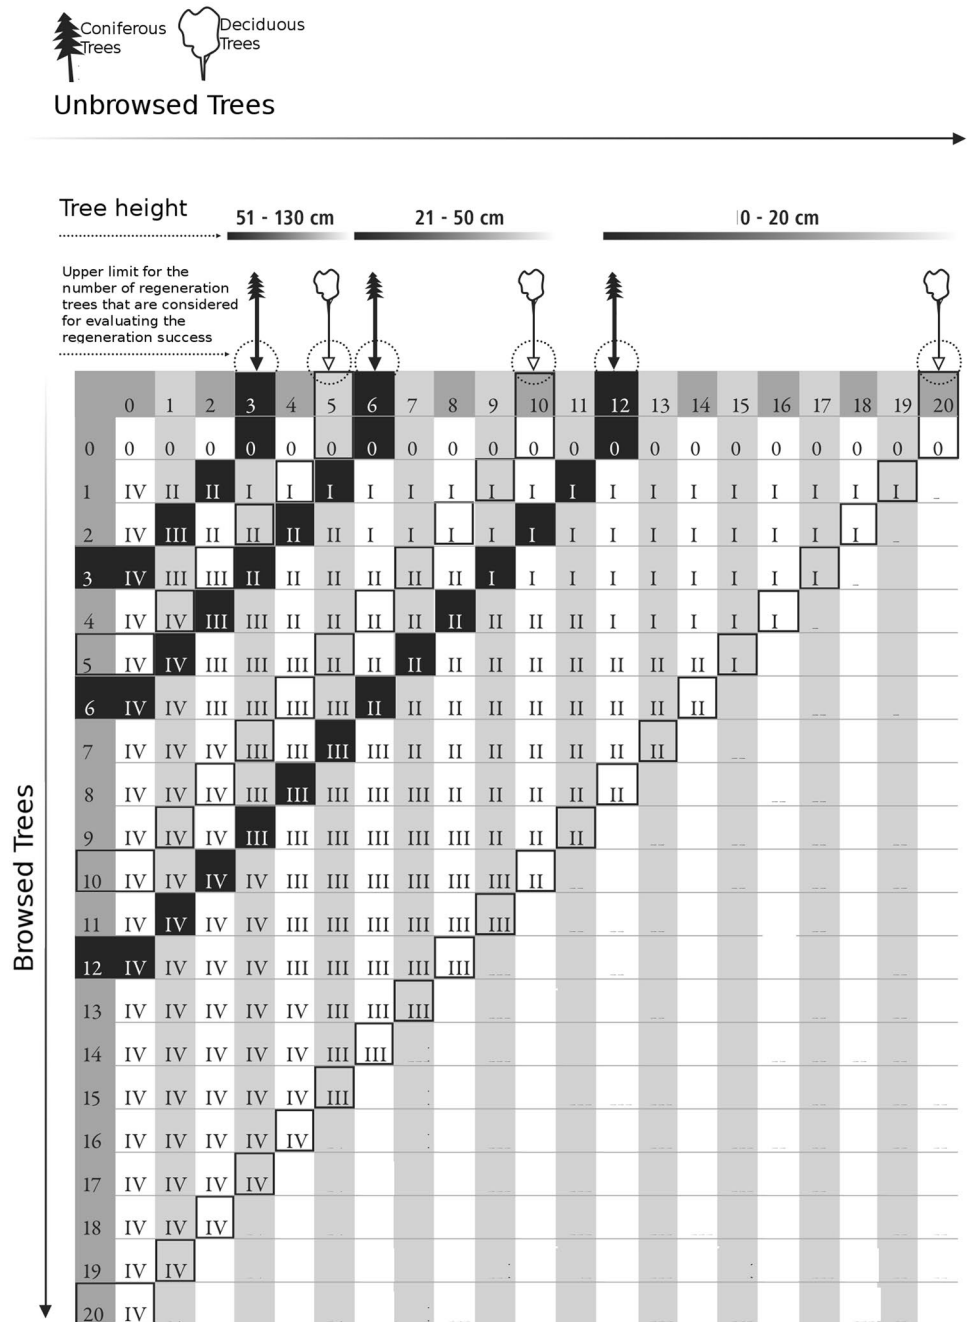 Coniferous
Trees
Deciduous
Trees
Unbrowsed Trees
Tree height
51 - 130 cm 21 - 50 cm 0 - 20 cm
Upper limit for the
number of regeneration
trees that are considered
for evaluating the
regeneration success
0 1 2 3 4 5 6 7 8 9 10 11 12 13 14 15 16 17 18 19 20
0 0 0 0 0 0 0 0 0 0 0 0 0 0 0 0 0 0 0 0 0 0
1 IV II II I I I I I I I I I I I I I I I I I
2 IV III II II II II I I I I I I I I I I I I I
3 IV III III II II II II II II I I I I I I I I I
4 IV IV III III II II II II II II II II I I I I I
5 IV IV III III III II II II II II II II II II II I
6 IV IV III III III III II II II II II II II II II
7 IV IV IV III III III III II II II II II II II
8 IV IV IV III III III III III II II II II II
9 IV IV IV III III III III III III II II II
10 IV IV IV IV III III III III III III II
11 IV IV IV IV III III III III III III
12 IV IV IV IV III III III III III
13 IV IV IV IV IV III III III
14 IV IV IV IV IV III III
15 IV IV IV IV IV III
16 IV IV IV IV IV
17 IV IV IV IV
18 IV IV IV
19 IV IV
20 IV
Browsed Trees